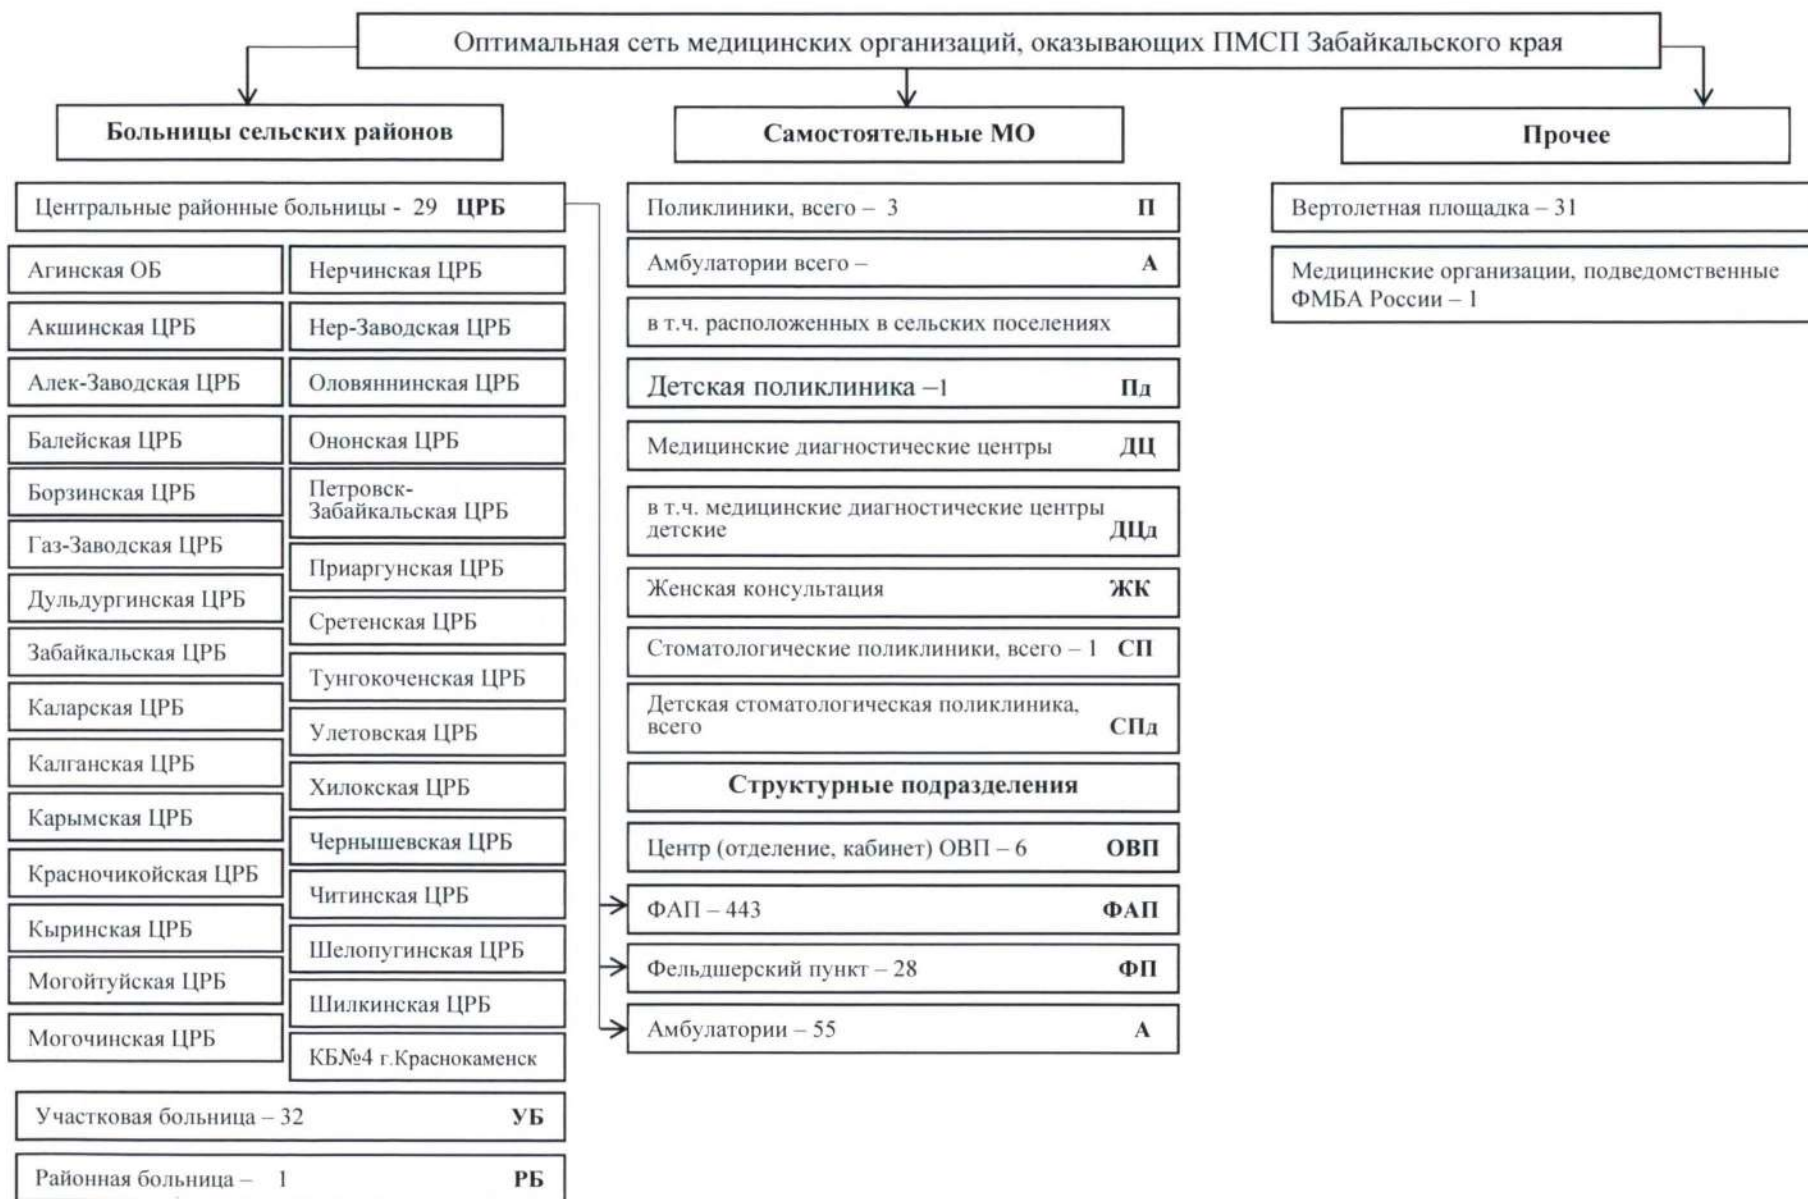 Оптимальная сеть медицинских организаций, оказывающих ПМСП Забайкальского края
Больницы сельских районов
Центральные районные больницы - 29 ЦРБ
Агинская ОБ
Акшинская ЦРБ
Алек-Заводская ЦРБ
Балейская ЦРБ
Борзинская ЦРБ
Газ-Заводская ЦРБ
Дульдургинская ЦРБ
Забайкальская ЦРБ
Каларская ЦРБ
Калганская ЦРБ
Карымская ЦРБ
Красночикойская ЦРБ
Кыринская ЦРБ
Могойтуйская ЦРБ
Могочинская ЦРБ
Нерчинская ЦРБ
Нер-Заводская ЦРБ
Оловяннинская ЦРБ
Ононская ЦРБ
Петровск-
Забайкальская ЦРБ
Приаргунская ЦРБ
Сретенская ЦРБ
Тунгокоченская ЦРБ
Улетовская ЦРБ
Хилокская ЦРБ
Чернышевская ЦРБ
Читинская ЦРБ
Шелопугинская ЦРБ
Шилкинская ЦРБ
КБ№4 г.Краснокаменск
Участковая больница – 32 УБ
Районная больница – 1 РБ
Самостоятельные МО
Поликлиники, всего – 3 П
Амбулатории всего – А
в т.ч. расположенных в сельских поселениях
Детская поликлиника –1 Пд
Медицинские диагностические центры ДЦ
в т.ч. медицинские диагностические центры
детские ДЦд
Женская консультация ЖК
Стоматологические поликлиники, всего – 1 СП
Детская стоматологическая поликлиника,
всего СПд
Структурные подразделения
Центр (отделение, кабинет) ОВП – 6 ОВП
ФАП – 443 ФАП
Фельдшерский пункт – 28 ФП
Амбулатории – 55 А
Прочее
Вертолетная площадка – 31
Медицинские организации, подведомственные
ФМБА России – 1